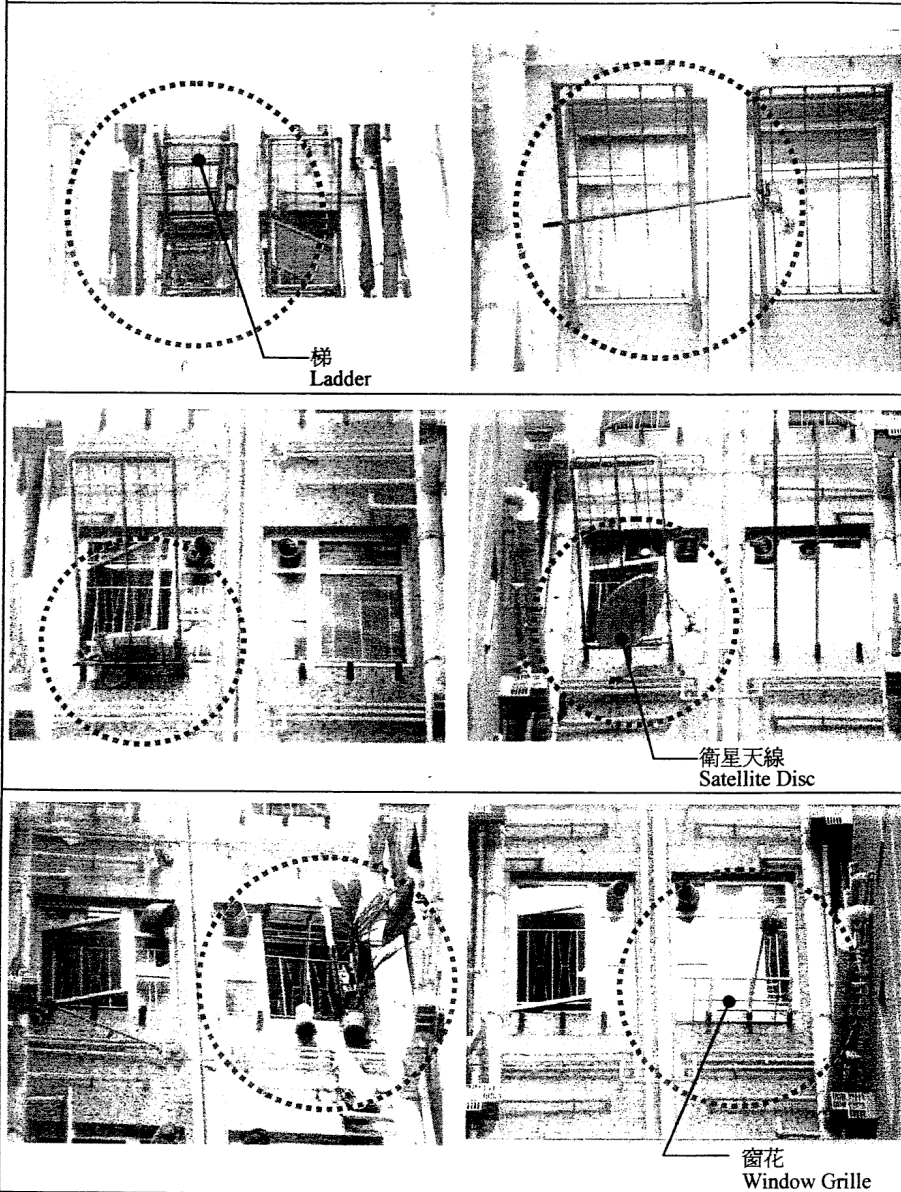 梯
Ladder
衛星天線
Satellite Disc
窗花
Window Grille